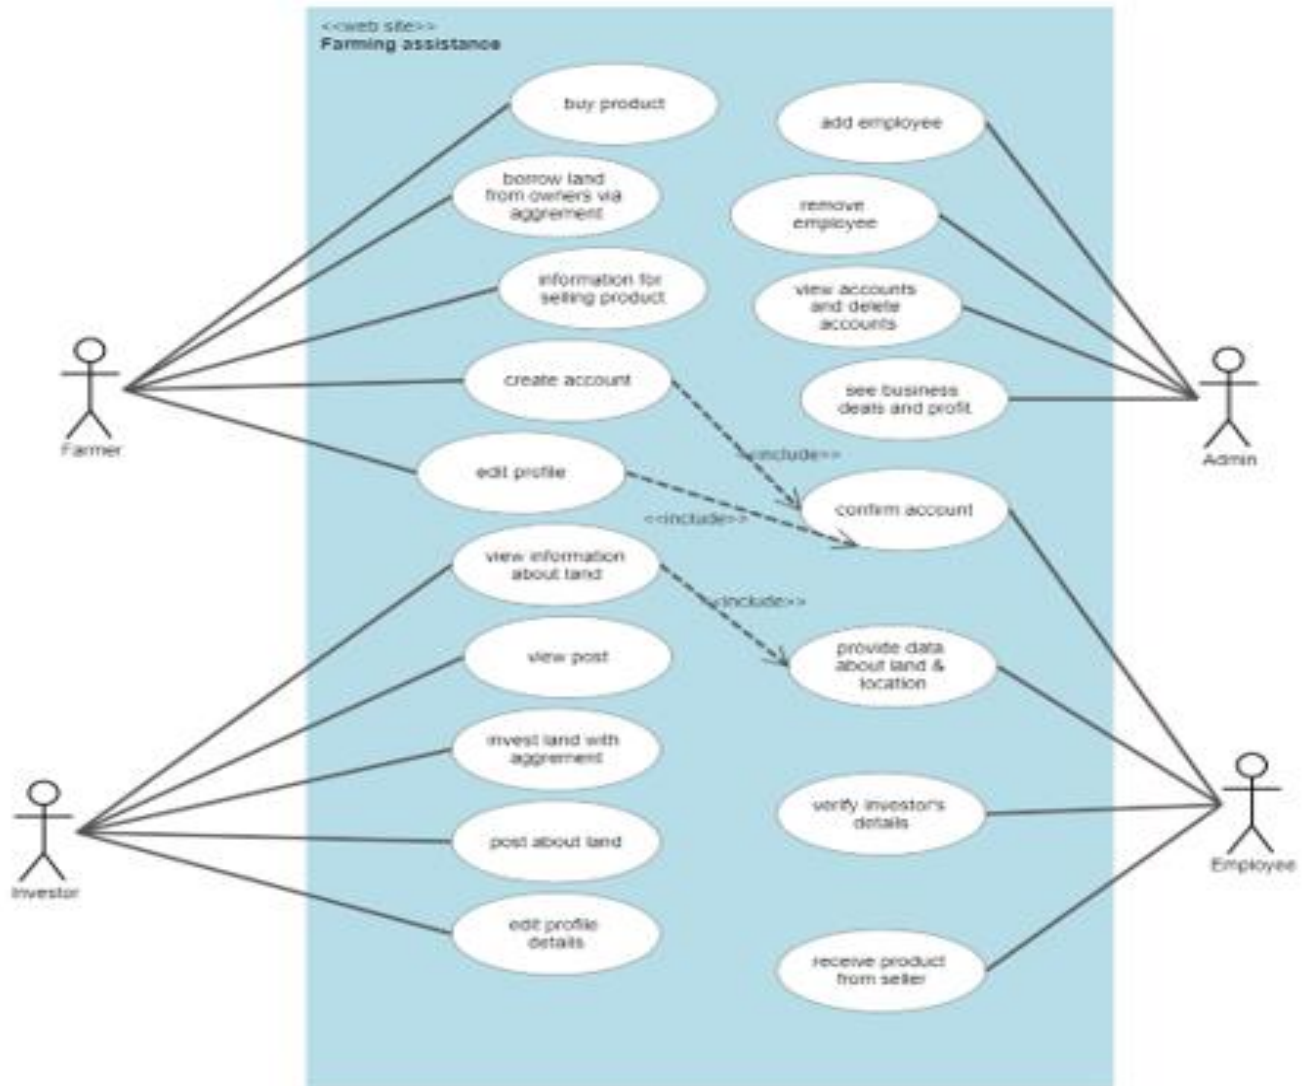 <<web site>>
Farming assistance
buy product
add employee
borrow land
from owners via
aggrement
remove
employee
information for
selling product
view accounts
and delete
accounts
create account
see business
deals and profit
Farmer
Admin
<<include>>
edit profile
confirm account
<<include>>
view information
about land
<<include>>
view post
provide data
about land &
location
invest land with
aggrement
verify investor's
details
post about land
Investor
Employee
edit profile
details
receive product
from seller